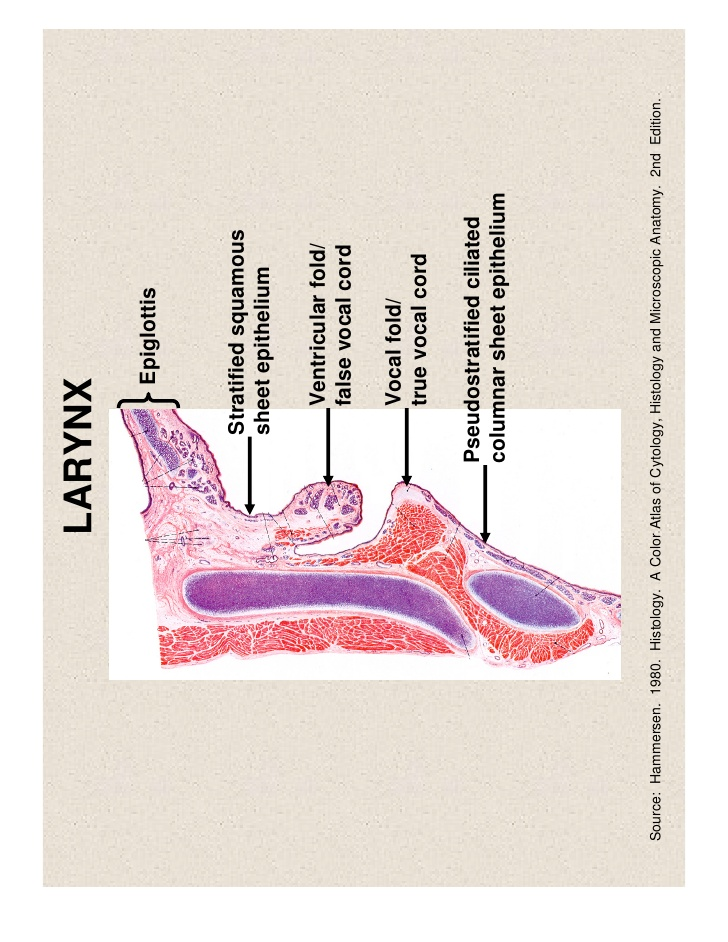 LARYNX
Epiglottis
Stratified squamous
sheet epithelium
Ventricular fold/
false vocal cord
Vocal fold/
true vocal cord
Pseudostratified ciliated
columnar sheet epithelium
Source:  Hammersen.  1980.  Histology.  A Color Atlas of Cytology, Histology and Microscopic Anatomy.  2nd  Edition.